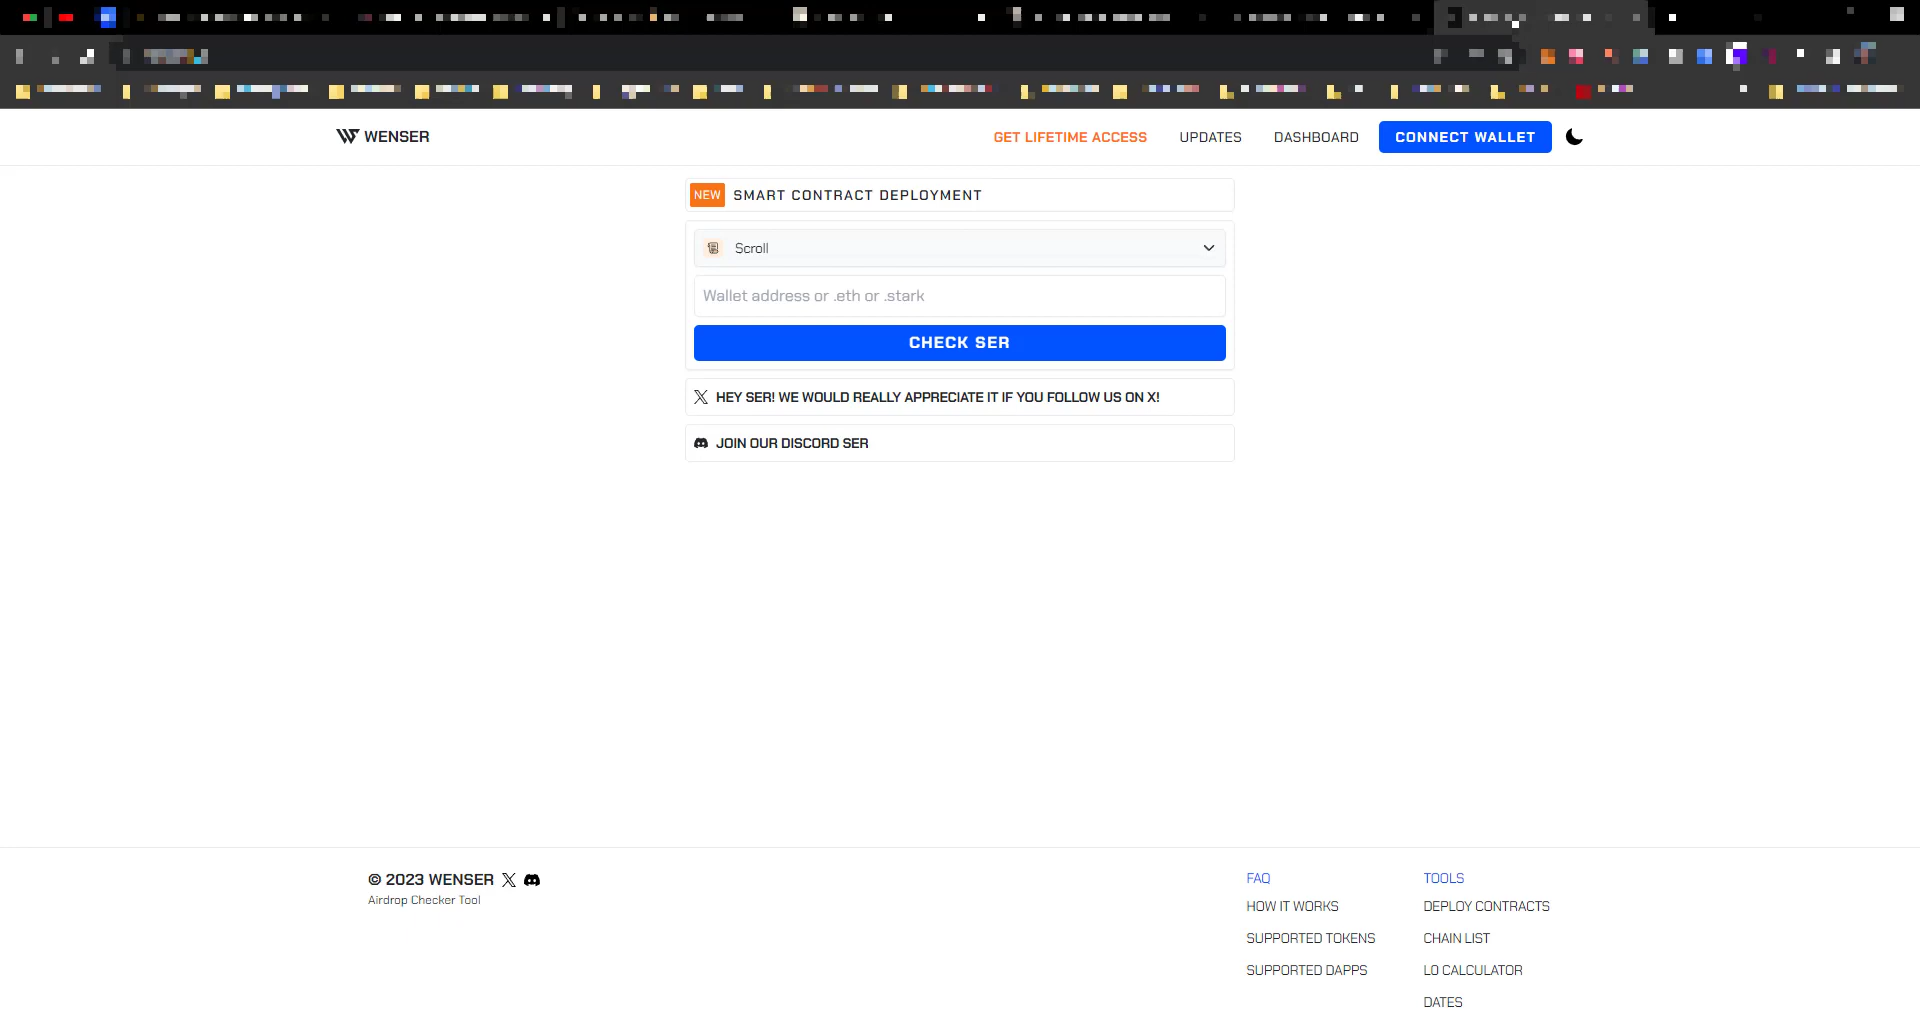 WENSER
GET LIFETIME ACCESS
UPDATES
DASHBOARD
CONNECT WALLET
NEW SMART CONTRACT DEPLOYMENT
Scroll
Wallet address or .eth or .stark
CHECK SER
HEY SER! WE WOULD REALLY APPRECIATE IT IF YOU FOLLOW US ON X!
JOIN OUR DISCORD SER
© 2023 WENSER
Airdrop Checker Tool
FAQ
HOW IT WORKS
SUPPORTED TOKENS
SUPPORTED DAPPS
TOOLS
DEPLOY CONTRACTS
CHAIN LIST
L0 CALCULATOR
DATES